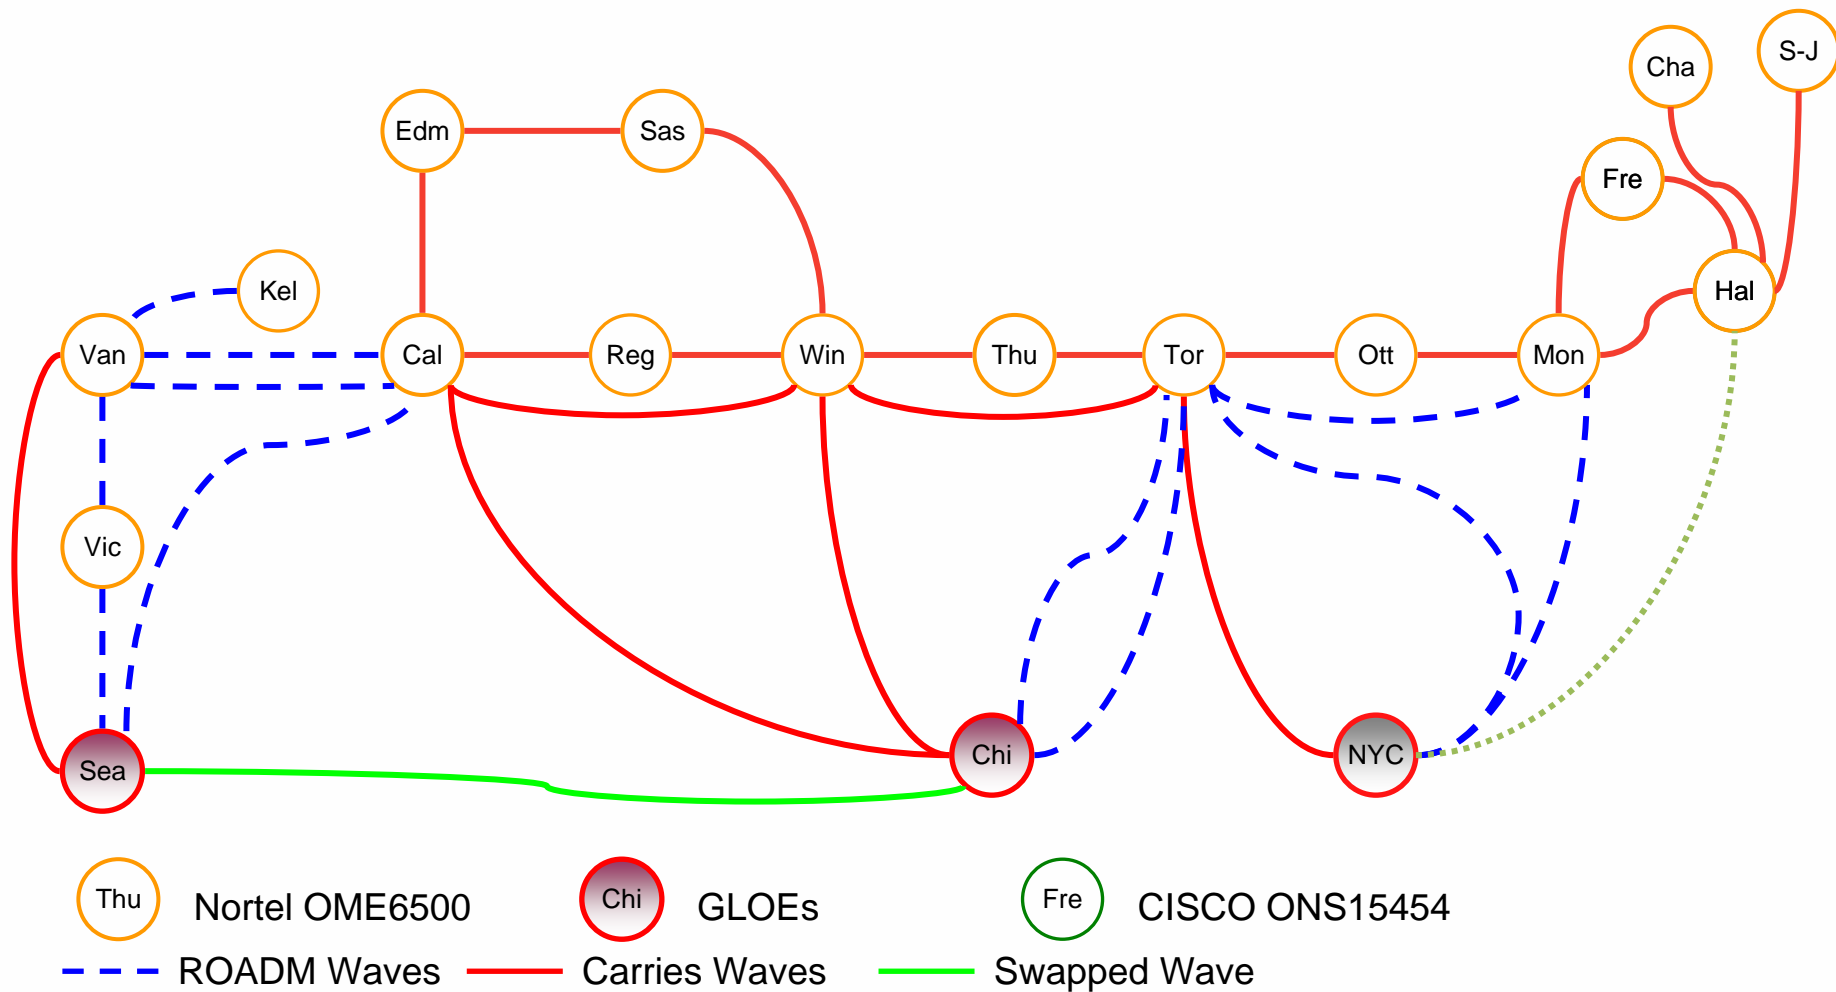 S-J
Cha
Edm
Sas
Fre
Kel
Hal
Van
Cal
Reg
Win
Thu
Tor
Ott
Mon
Vic
Sea
Chi
NYC
Thu Nortel OME6500 Chi GLOEs Fre CISCO ONS15454
ROADM Waves Carries Waves Swapped Wave